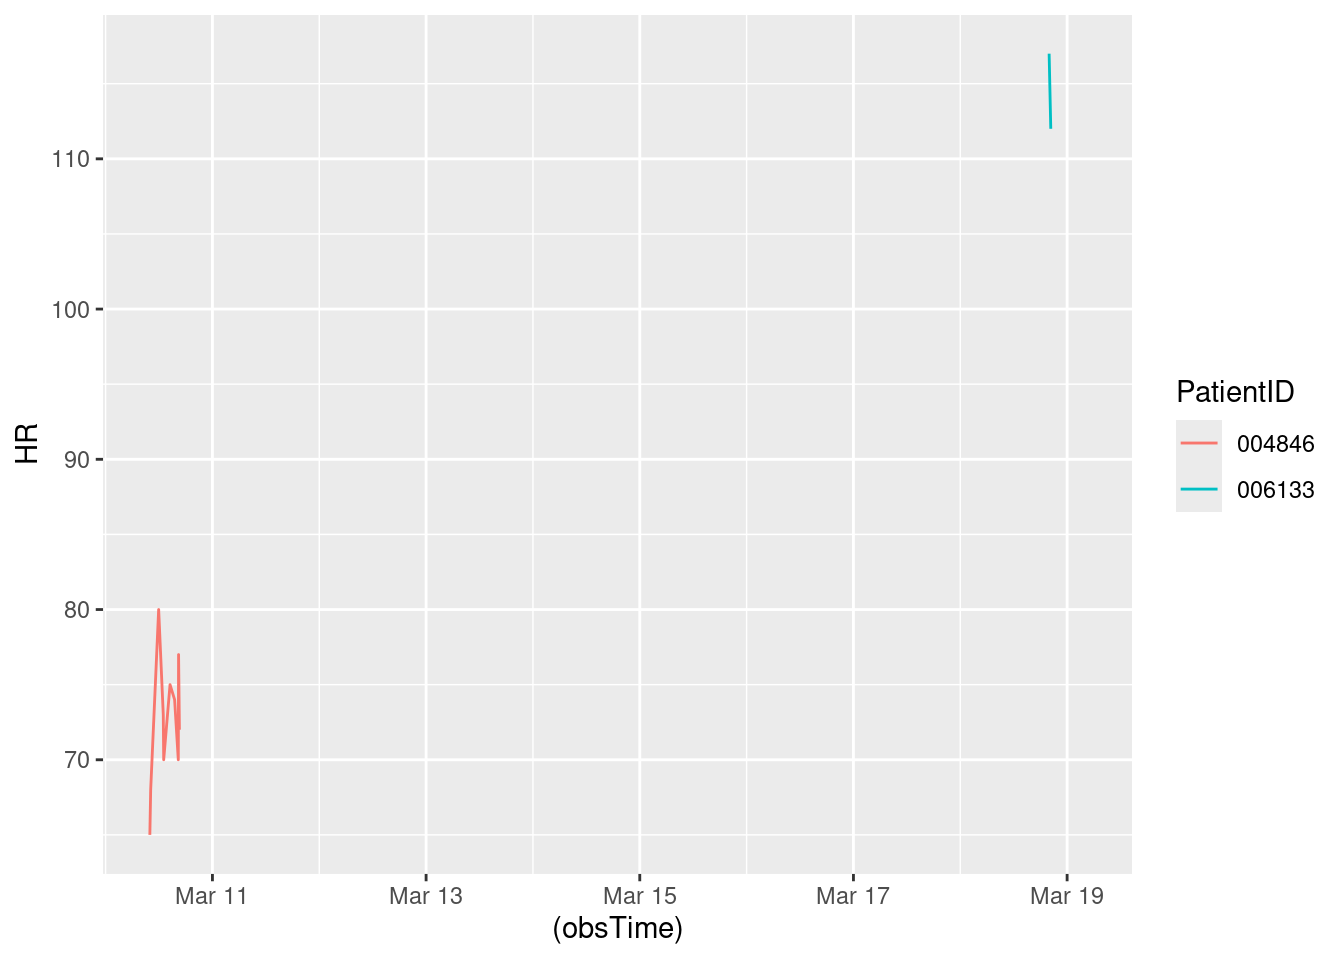 110
100
90
80
70
HR
Mar 11
Mar 13
Mar 15
Mar 17
Mar 19
(obsTime)
PatientID
004846
006133